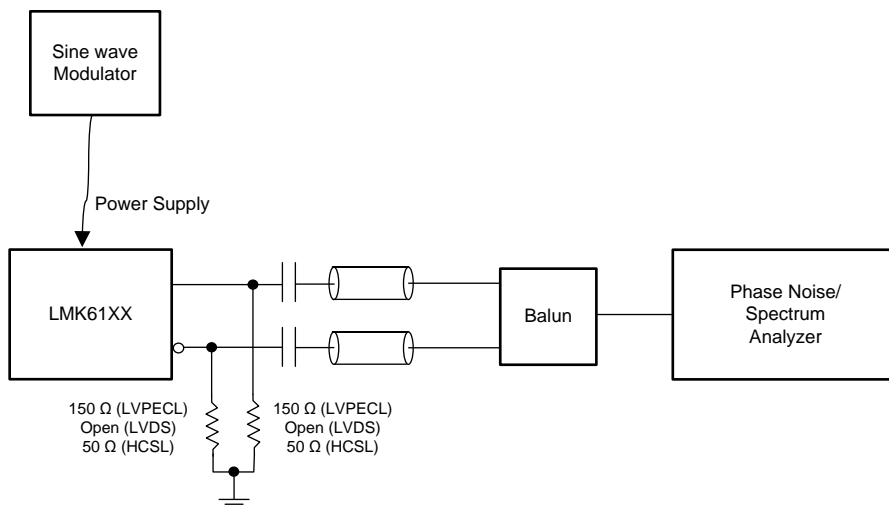 Sine wave
Modulator
Power Supply
LMK61XX
Balun
Phase Noise/
Spectrum
Analyzer
150 Ω (LVPECL)
Open (LVDS)
50 Ω (HCSL)
150 Ω (LVPECL)
Open (LVDS)
50 Ω (HCSL)